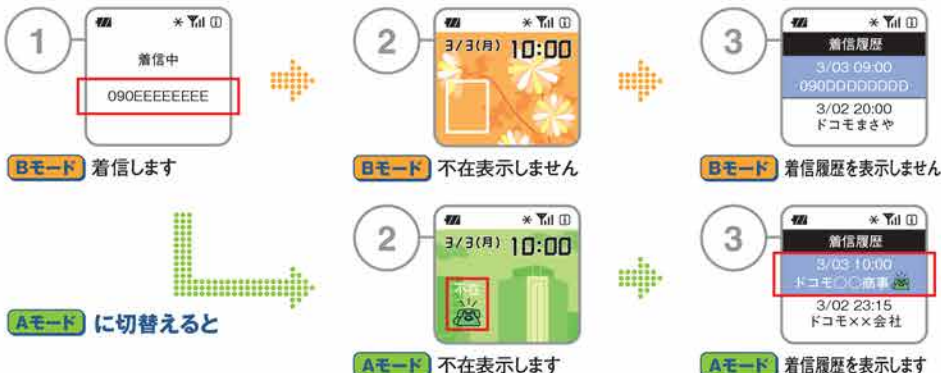 1
着信中
090EEEEEEEE
Bモード 着信します
2
3/3(月) 10:00
Bモード 不在表示しません
3
着信履歴
3/03 09:00
090DDDDDDDD
3/02 20:00
ドコモまさや
Bモード 着信履歴を表示しません
Aモード に切替えると
2
3/3(月) 10:00
不在
Aモード 不在表示します
3
着信履歴
3/03 10:00
ドコモ○○商事
3/02 23:15
ドコモ××会社
Aモード 着信履歴を表示します